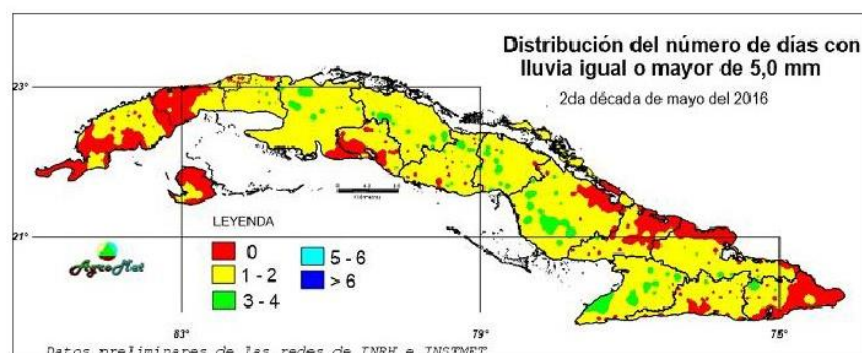 Distribución del número de días con
lluvia igual o mayor de 5,0 mm
2da década de mayo del 2016
23°
21°
LEYENDA
0
1 - 2
3 - 4
5 - 6
> 6
AgroMet
83°
79°
75°
Datos preliminares de las redes de INRH e INSTMET